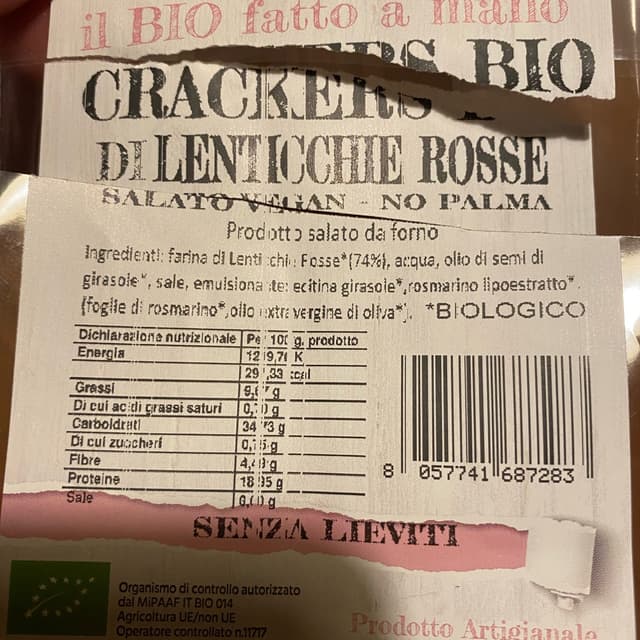 il BIO fatto a mano
CRACKERS BIO
DI LENTICCHIE ROSSE
SALATO VEGAN - NO PALMA
Prodotto salato da forno
Ingredienti: farina di Lenticchie Rosse*(74%), acqua, olio di semi di
girasole*, sale, emulsionante: lecitina girasole*, rosmarino lipoestratto*
(foglie di rosmarino*, olio extravergine di oliva*). *BIOLOGICO
Dichiarazione nutrizionale Per 100 g. prodotto
Energia
Grassi
Di cui acidi grassi saturi
Carboidrati
Di cui zuccheri
Fibre
Proteine
Sale
8 057741 687283
SENZA LIEVITI
Organismo di controllo autorizzato
dal MiPAAF IT BIO 014
Agricoltura UE/non UE
Operatore controllato n.11717
Prodotto Artigianale